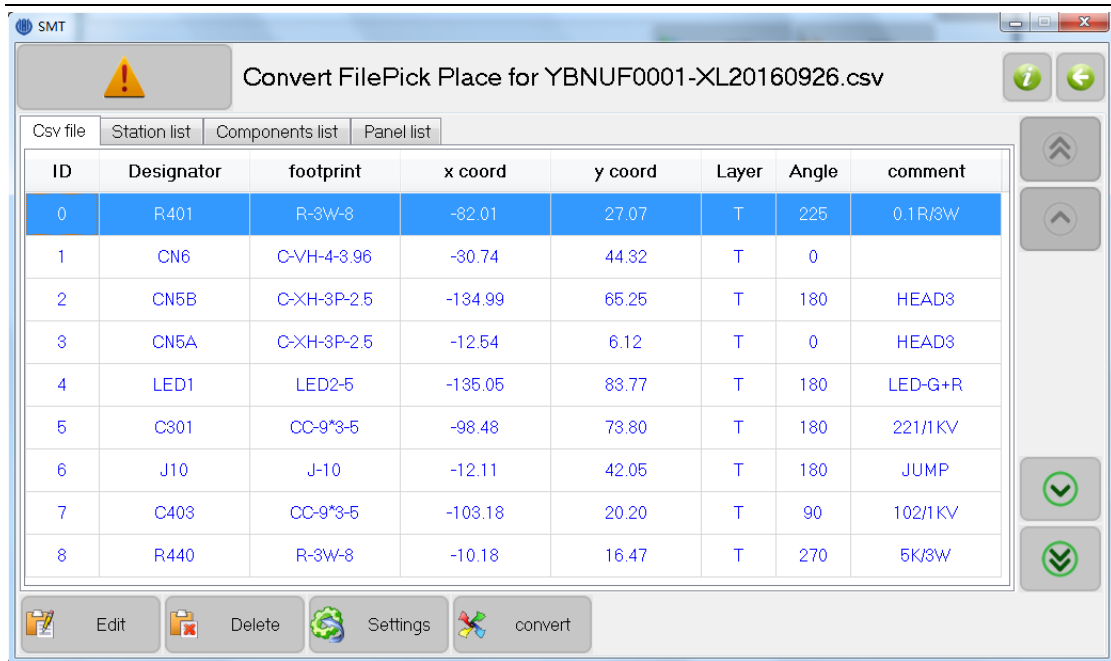 SMT
Convert FilePick Place for YBNUF0001-XL20160926.csv
Csv file Station list Components list Panel list
ID Designator footprint x coord y coord Layer Angle comment
0 R401 R-3W-8 -82.01 27.07 T 225 0.1R/3W
1 CN6 C-VH-4-3.96 -30.74 44.32 T 0
2 CN5B C-XH-3P-2.5 -134.99 65.25 T 180 HEAD3
3 CN5A C-XH-3P-2.5 -12.54 6.12 T 0 HEAD3
4 LED1 LED2-5 -135.05 83.77 T 180 LED-G+R
5 C301 CC-9*3-5 -98.48 73.80 T 180 221/1KV
6 J10 J-10 -12.11 42.05 T 180 JUMP
7 C403 CC-9*3-5 -103.18 20.20 T 90 102/1KV
8 R440 R-3W-8 -10.18 16.47 T 270 5K/3W
Edit Delete Settings convert